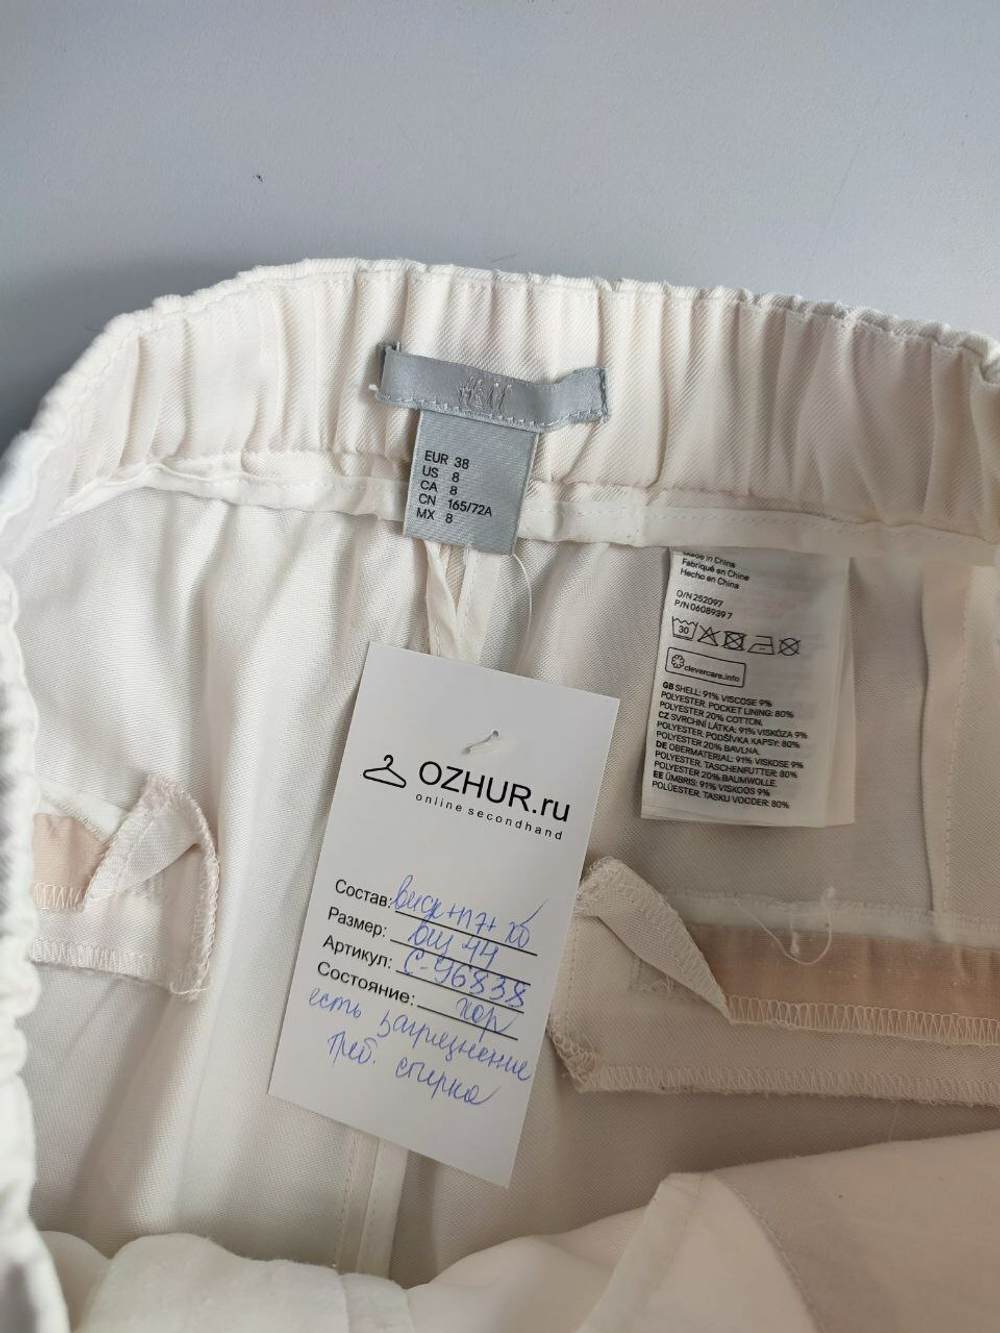 H&M
EUR 38
US 8
CA 8
CN 165/72A
MX 8
Made in China
Fabriqué en Chine
Hecho en China
O/N 252097
P/N 0608939 7
30
clevercare.info
GB SHELL: 91% VISCOSE 9%
POLYESTER. POCKET LINING: 80%
POLYESTER 20% COTTON.
CZ SVRCHNÍ LÁTKA: 91% VISKÓZA 9%
POLYESTER. PODŠÍVKA KAPSY: 80%
POLYESTER 20% BAVLNA.
DE OBERMATERIAL: 91% VISKOSE 9%
POLYESTER. TASCHENFUTTER: 80%
POLYESTER 20% BAUMWOLLE.
EE ÜMBRIS: 91% VISKOOS 9%
POLÜESTER. TASKU VOODER: 80%
OZHUR.ru
online secondhand
Состав: виск+пэ+хб
Размер: ош 44
Артикул: С-96838
Состояние: хор
есть загрязнение
треб. стирка